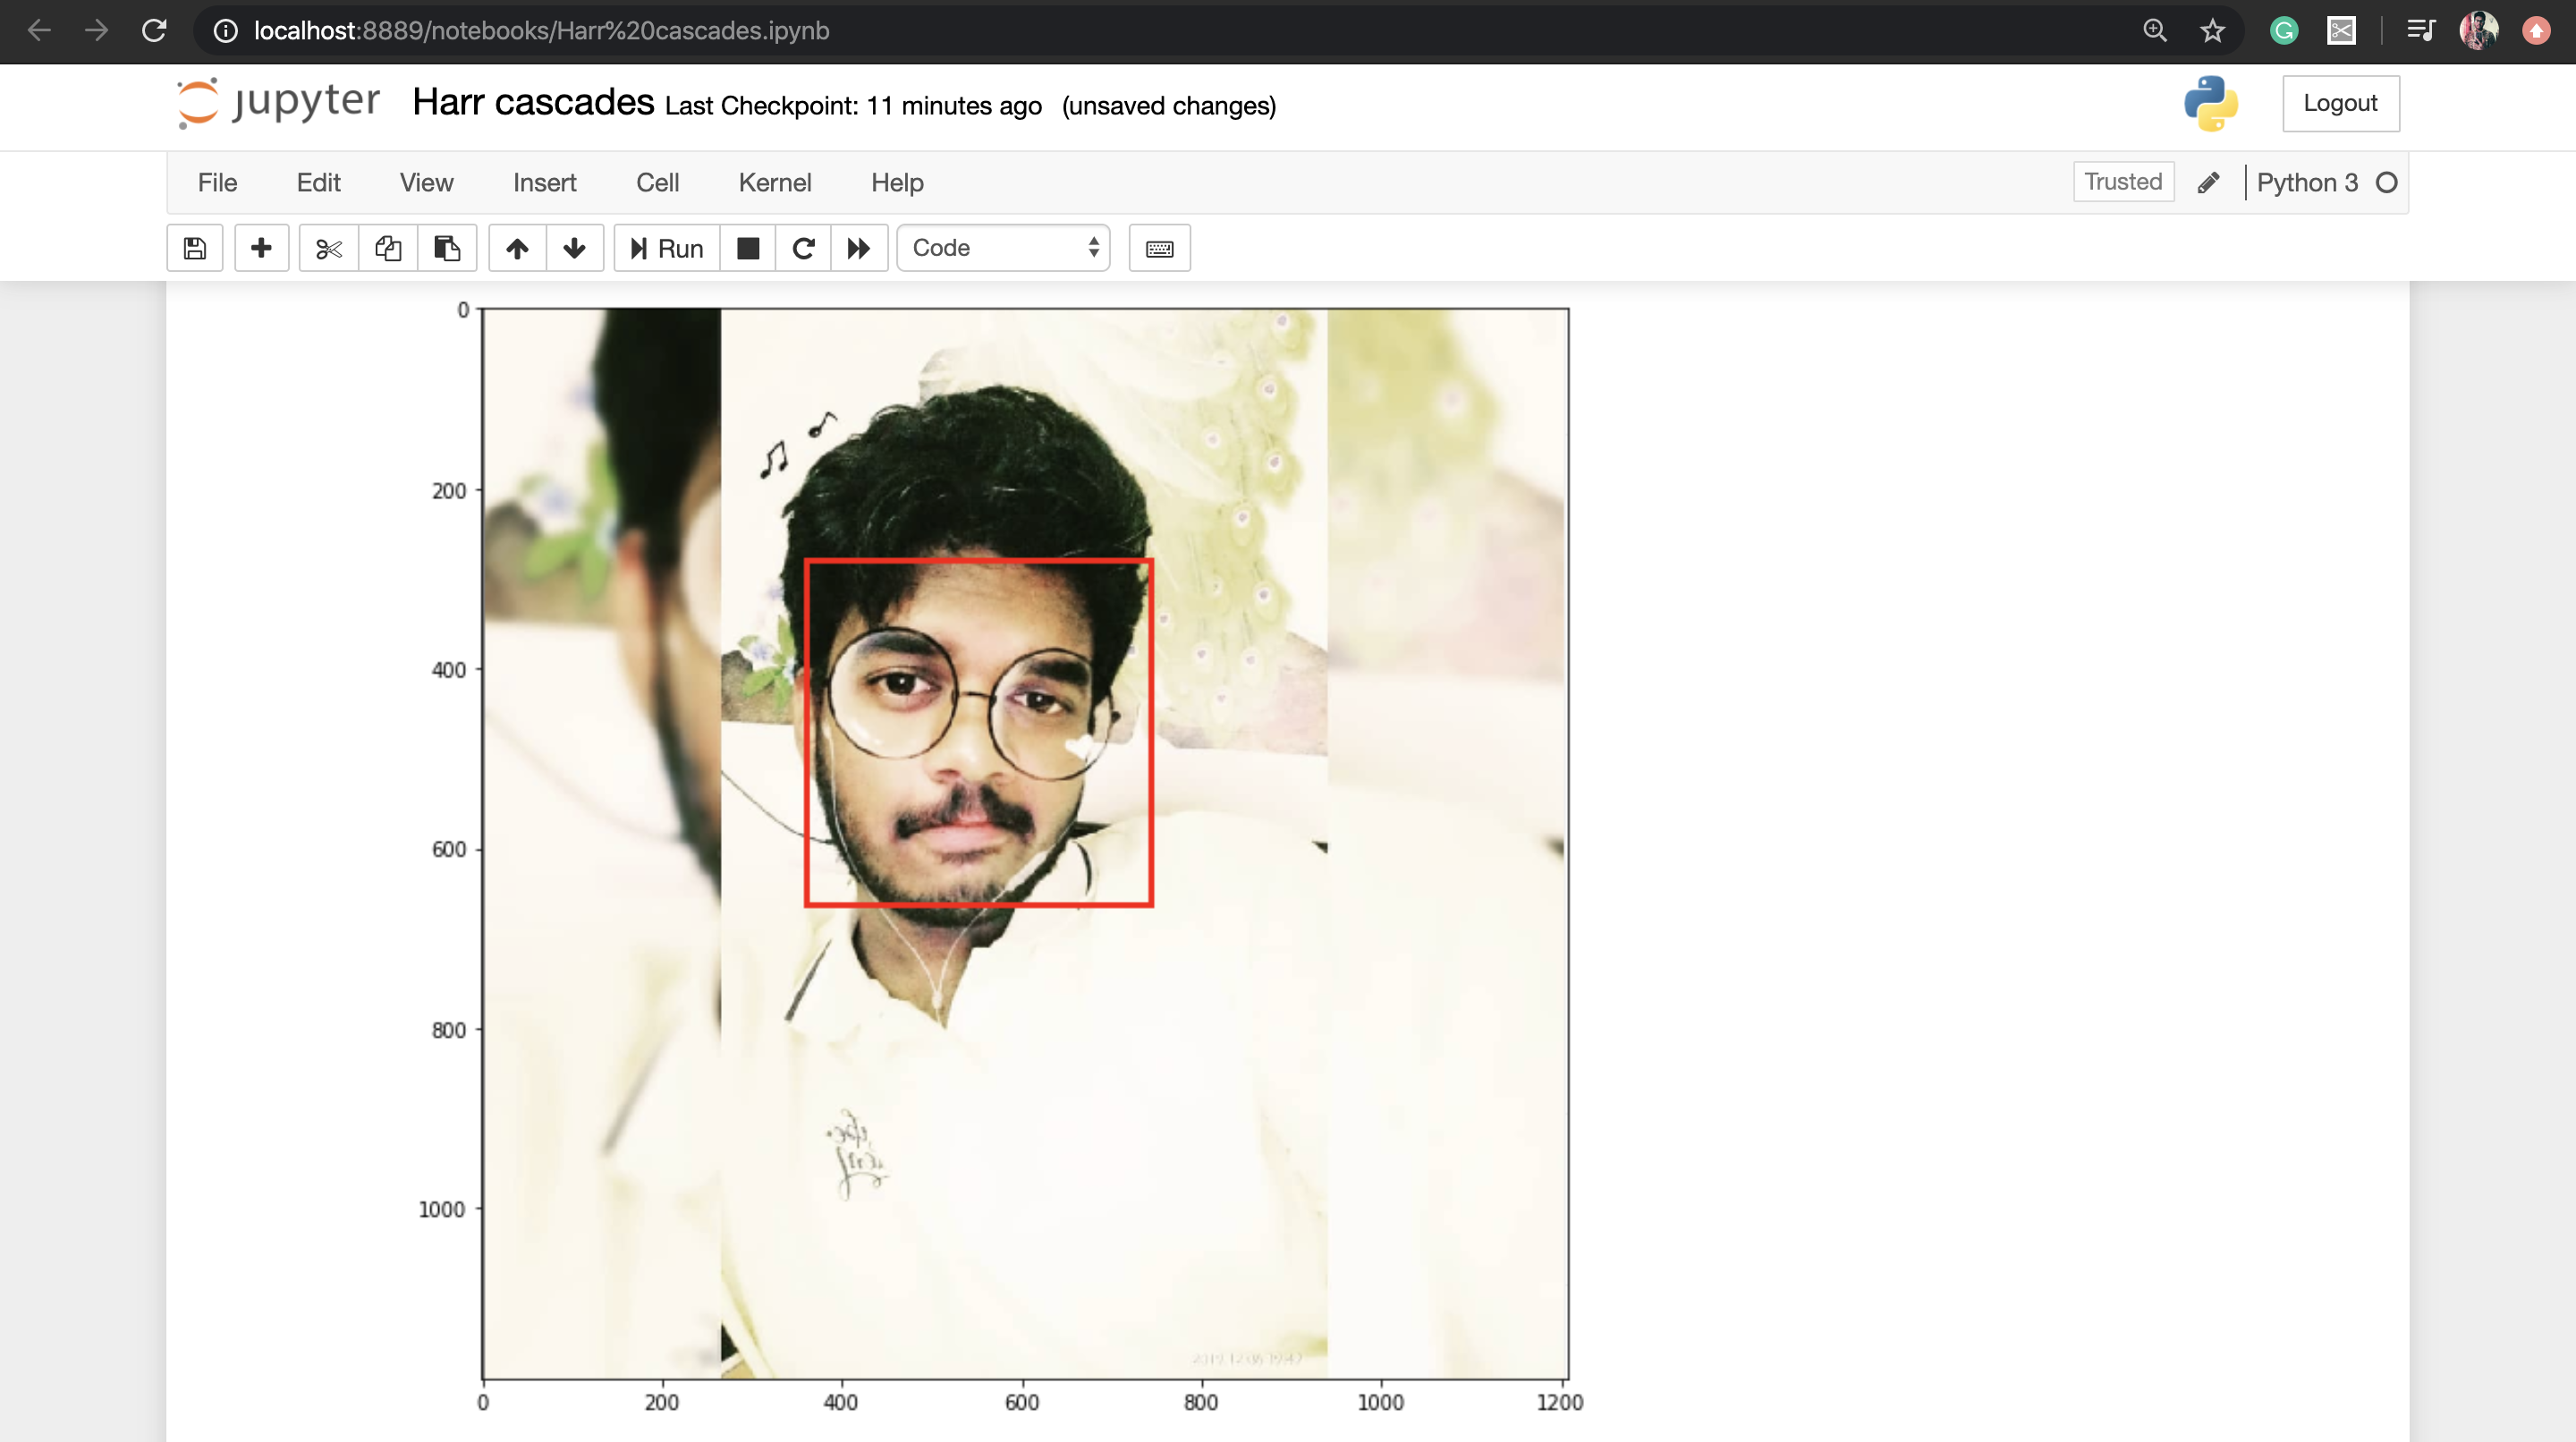 localhost:8889/notebooks/Harr%20cascades.ipynb
jupyter Harr cascades Last Checkpoint: 11 minutes ago (unsaved changes)
Logout
File Edit View Insert Cell Kernel Help
Trusted
Python 3
Run
Code
0
200
400
600
800
1000
0 200 400 600 800 1000 1200